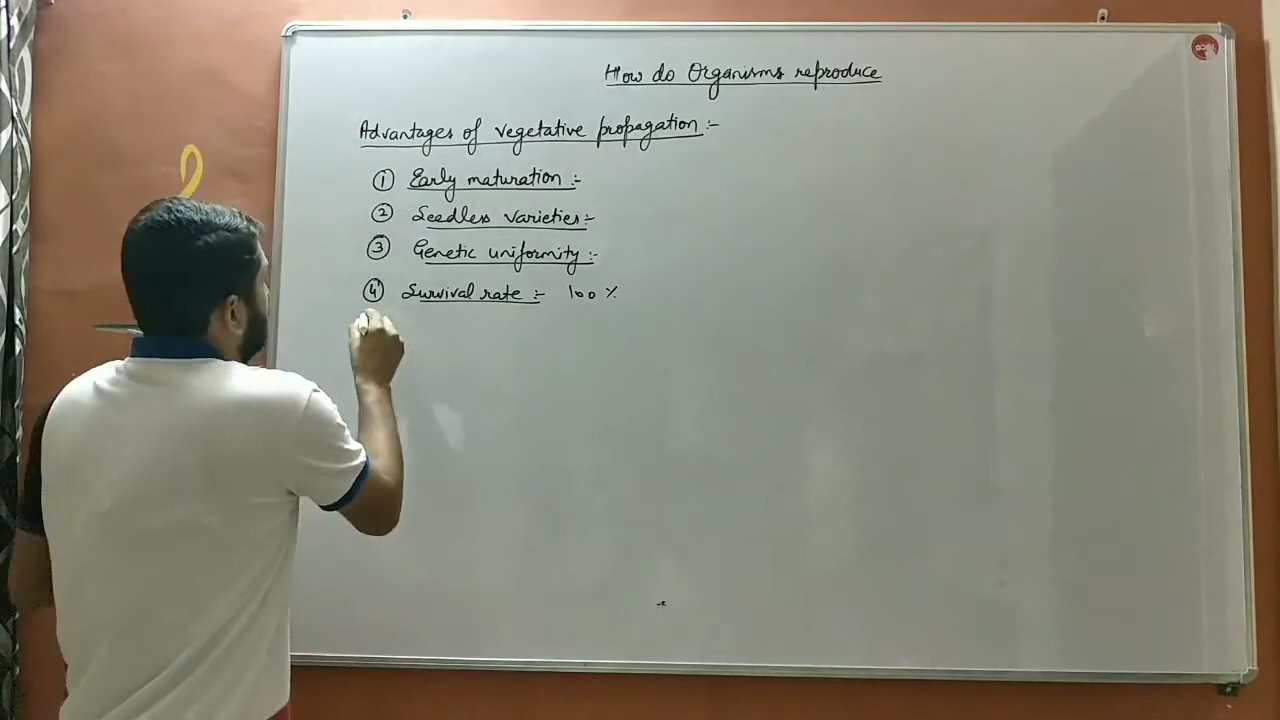 How do Organisms reproduce
Advantages of vegetative propagation :-
① Early maturation :-
② Seedless varieties :-
③ Genetic uniformity :-
④ Survival rate :- 100 %